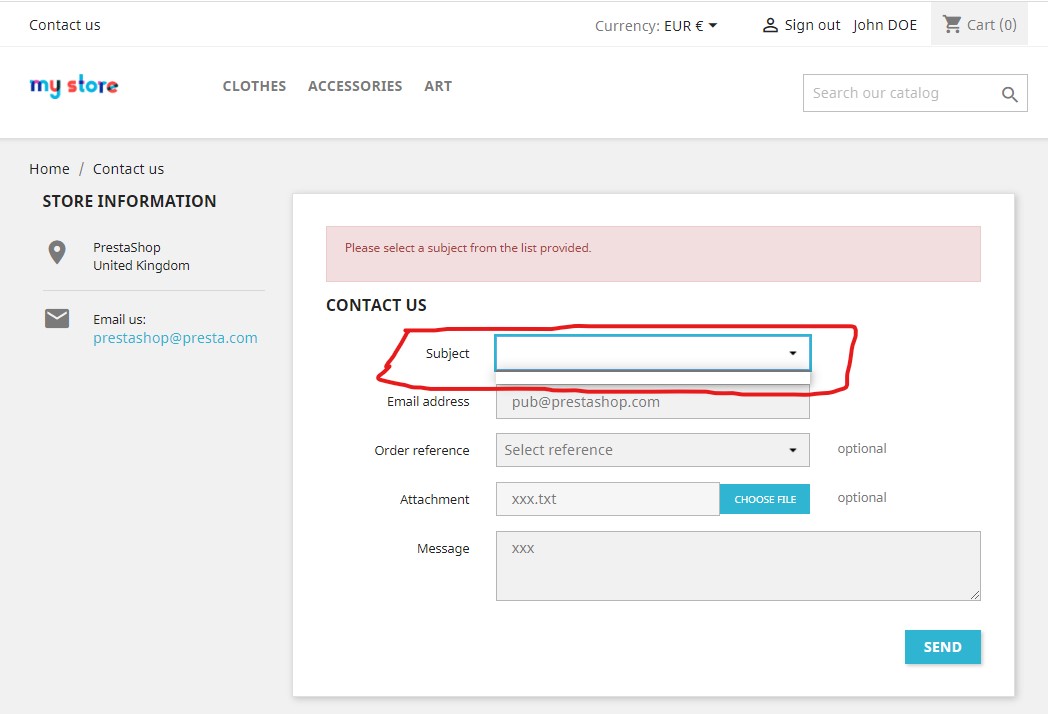 Contact us
Currency: EUR €
Sign out
John DOE
Cart (0)
my store
CLOTHES
ACCESSORIES
ART
Search our catalog
Home / Contact us
STORE INFORMATION
PrestaShop
United Kingdom
Email us:
prestashop@presta.com
Please select a subject from the list provided.
CONTACT US
Subject
Email address
pub@prestashop.com
Order reference
Select reference
optional
Attachment
xxx.txt
CHOOSE FILE
optional
Message
xxx
SEND